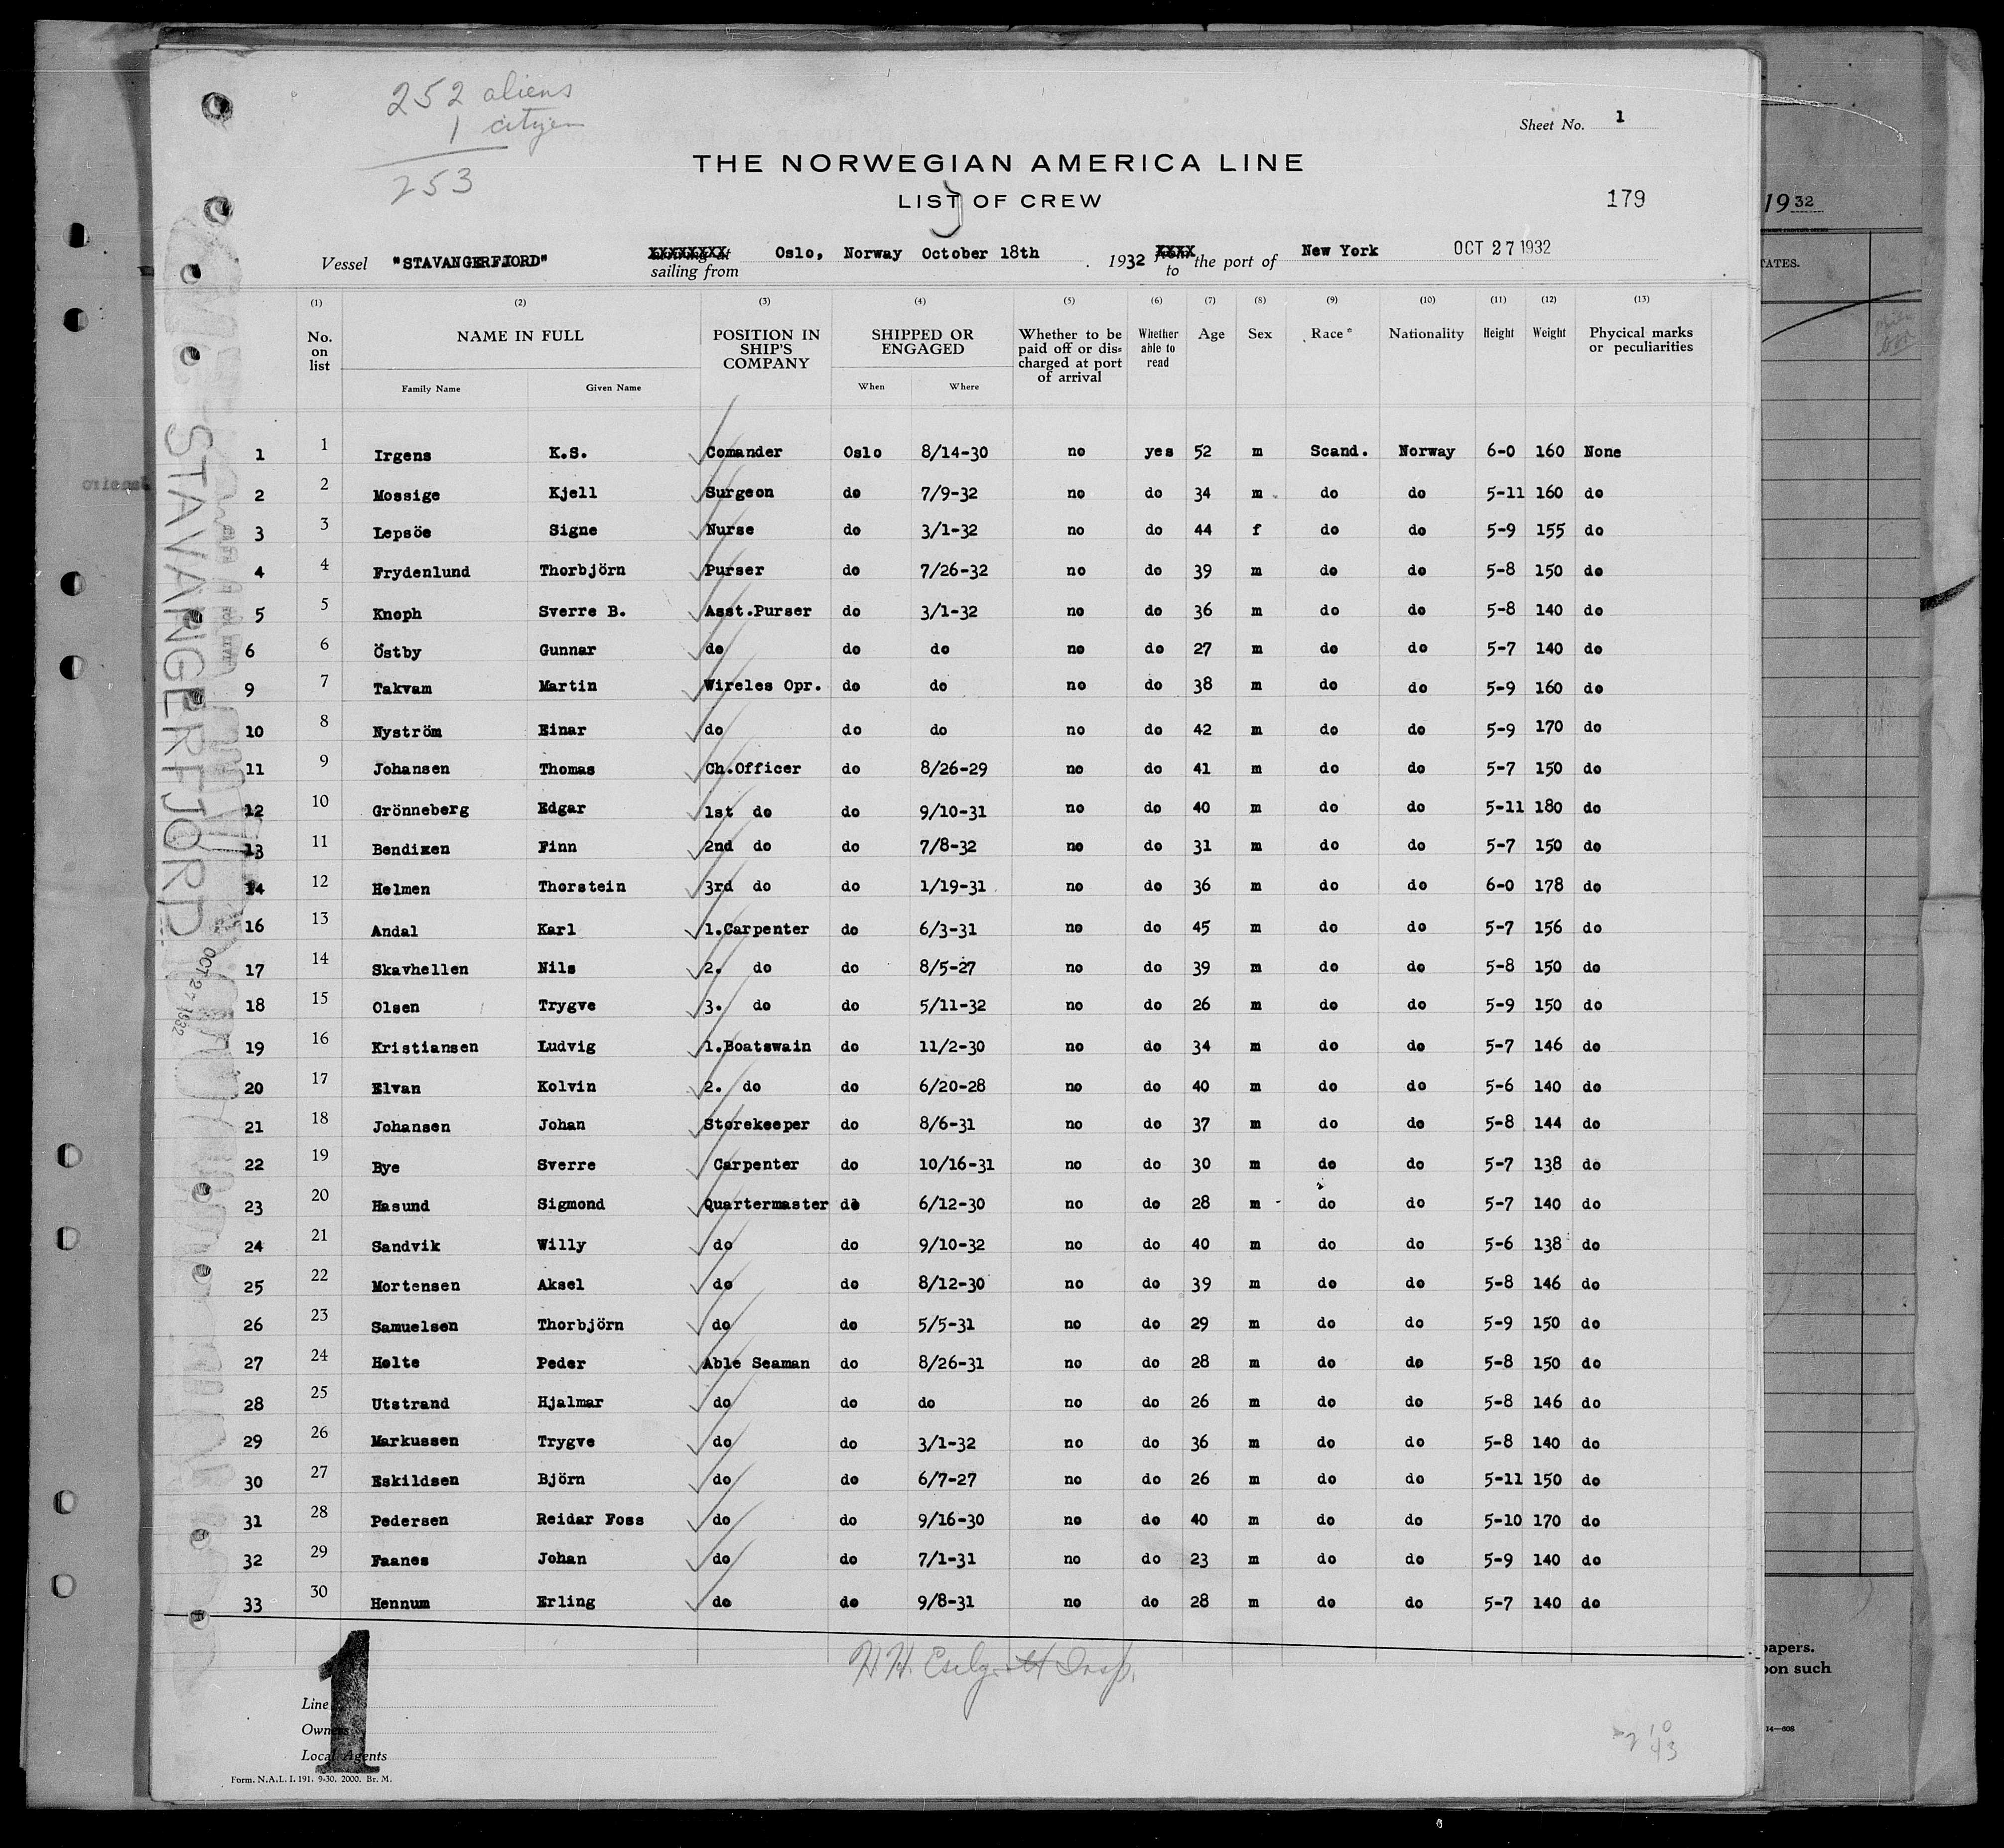 252 aliens
1 citizen
253
Sheet No. 1
THE NORWEGIAN AMERICA LINE
LIST OF CREW
179
Vessel "STAVANGERFJORD" sailing from Oslo, Norway October 18th . 1932 to the port of New York OCT 27 1932
(1) (2) (3) (4) (5) (6) (7) (8) (9) (10) (11) (12) (13)
No. on list NAME IN FULL POSITION IN SHIP'S COMPANY SHIPPED OR ENGAGED Whether to be paid off or dis-charged at port of arrival Whether able to read Age Sex Race* Nationality Height Weight Phycical marks or peculiarities
Family Name Given Name When Where
1 1 Irgens K.S. Comander Oslo 8/14-30 no yes 52 m Scand. Norway 6-0 160 None
2 2 Mossige Kjell Surgeon do 7/9-32 no do 34 m do do 5-11 160 do
3 3 Lepsöe Signe Nurse do 3/1-32 no do 44 f do do 5-9 155 do
4 4 Frydenlund Thorbjörn Purser do 7/26-32 no do 39 m do do 5-8 150 do
5 5 Knoph Sverre B. Asst.Purser do 3/1-32 no do 36 m do do 5-8 140 do
6 6 Östby Gunnar do do do no do 27 m do do 5-7 140 do
9 7 Takvam Martin Wireles Opr. do do no do 38 m do do 5-9 160 do
10 8 Nyström Einar do do do no do 42 m do do 5-9 170 do
11 9 Johansen Thomas Ch.Officer do 8/26-29 no do 41 m do do 5-7 150 do
12 10 Grönneberg Edgar 1st do do 9/10-31 no do 40 m do do 5-11 180 do
13 11 Bendixen Finn 2nd do do 7/8-32 no do 31 m do do 5-7 150 do
14 12 Helmen Thorstein 3rd do do 1/19-31 no do 36 m do do 6-0 178 do
16 13 Andal Karl 1.Carpenter do 6/3-31 no do 45 m do do 5-7 156 do
17 14 Skavhellen Nils 2. do do 8/5-27 no do 39 m do do 5-8 150 do
18 15 Olsen Trygve 3. do do 5/11-32 no do 26 m do do 5-9 150 do
19 16 Kristiansen Ludvig 1.Boatswain do 11/2-30 no do 34 m do do 5-7 146 do
20 17 Elvan Kolvin 2. do do 6/20-28 no do 40 m do do 5-6 140 do
21 18 Johansen Johan Storekeeper do 8/6-31 no do 37 m do do 5-8 144 do
22 19 Bye Sverre Carpenter do 10/16-31 no do 30 m do do 5-7 138 do
23 20 Hasund Sigmond Quartermaster do 6/12-30 no do 28 m do do 5-7 140 do
24 21 Sandvik Willy do do 9/10-32 no do 40 m do do 5-6 138 do
25 22 Mortensen Aksel do do 8/12-30 no do 39 m do do 5-8 146 do
26 23 Samuelsen Thorbjörn do do 5/5-31 no do 29 m do do 5-9 150 do
27 24 Holte Peder Able Seaman do 8/26-31 no do 28 m do do 5-8 150 do
28 25 Utstrand Hjalmar do do do no do 26 m do do 5-8 146 do
29 26 Markussen Trygve do do 3/1-32 no do 36 m do do 5-8 140 do
30 27 Eskildsen Björn do do 6/7-27 no do 26 m do do 5-11 150 do
31 28 Pedersen Reidar Foss do do 9/16-30 no do 40 m do do 5-10 170 do
32 29 Faanes Johan do do 7/1-31 no do 23 m do do 5-9 140 do
33 30 Hennum Erling do do 9/8-31 no do 28 m do do 5-7 140 do
1
Line
Owners
Local Agents
Form. N.A.L. I. 191. 9-30. 2000. Br. M.
STAVANGERFJORD
OCT 27 1932
1932
TATES.
papers.
pon such
14-608